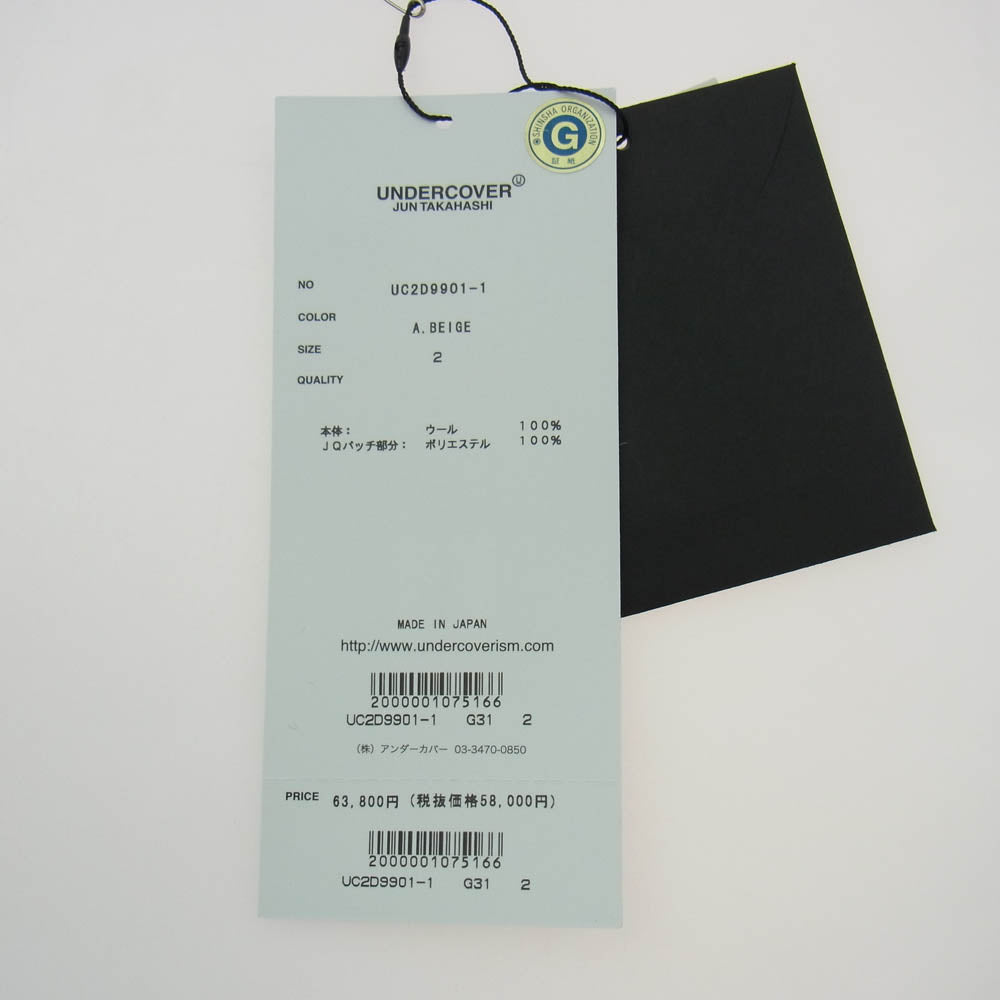 SHINSHA ORGANIZATION
G
UNDERCOVER U
JUN TAKAHASHI
NO UC2D9901-1
COLOR A.BEIGE
SIZE 2
QUALITY
本体： ウール 100%
JQパッチ部分： ポリエステル 100%
MADE IN JAPAN
http://www.undercoverism.com
2000001075166
UC2D9901-1 G31 2
（株）アンダーカバー 03-3470-0850
PRICE 63,800円（税抜価格58,000円）
2000001075166
UC2D9901-1 G31 2